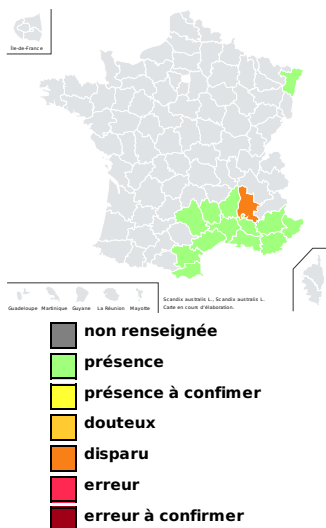 Île-de-France
Guadeloupe Martinique Guyane La Réunion Mayotte
Scandix australis L., Scandix australis L.
Carte en cours d'élaboration.
non renseignée
présence
présence à confimer
douteux
disparu
erreur
erreur à confirmer